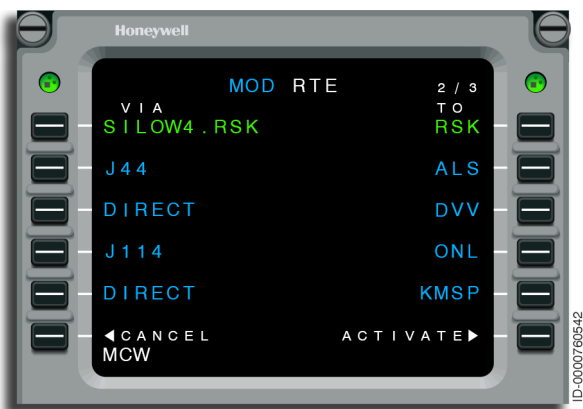 Honeywell
MOD RTE 2 / 3
VIA TO
SILOW4.RSK RSK
J44 ALS
DIRECT DVV
J114 ONL
DIRECT KMSP
◀CANCEL ACTIVATE▶
MCW
ID-0000760542